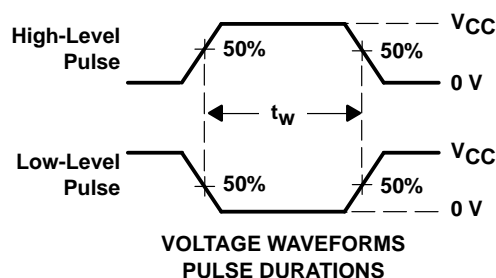 High-Level
Pulse
50%
50%
VCC
0 V
tw
Low-Level
Pulse
50%
50%
VCC
0 V
VOLTAGE WAVEFORMS
PULSE DURATIONS